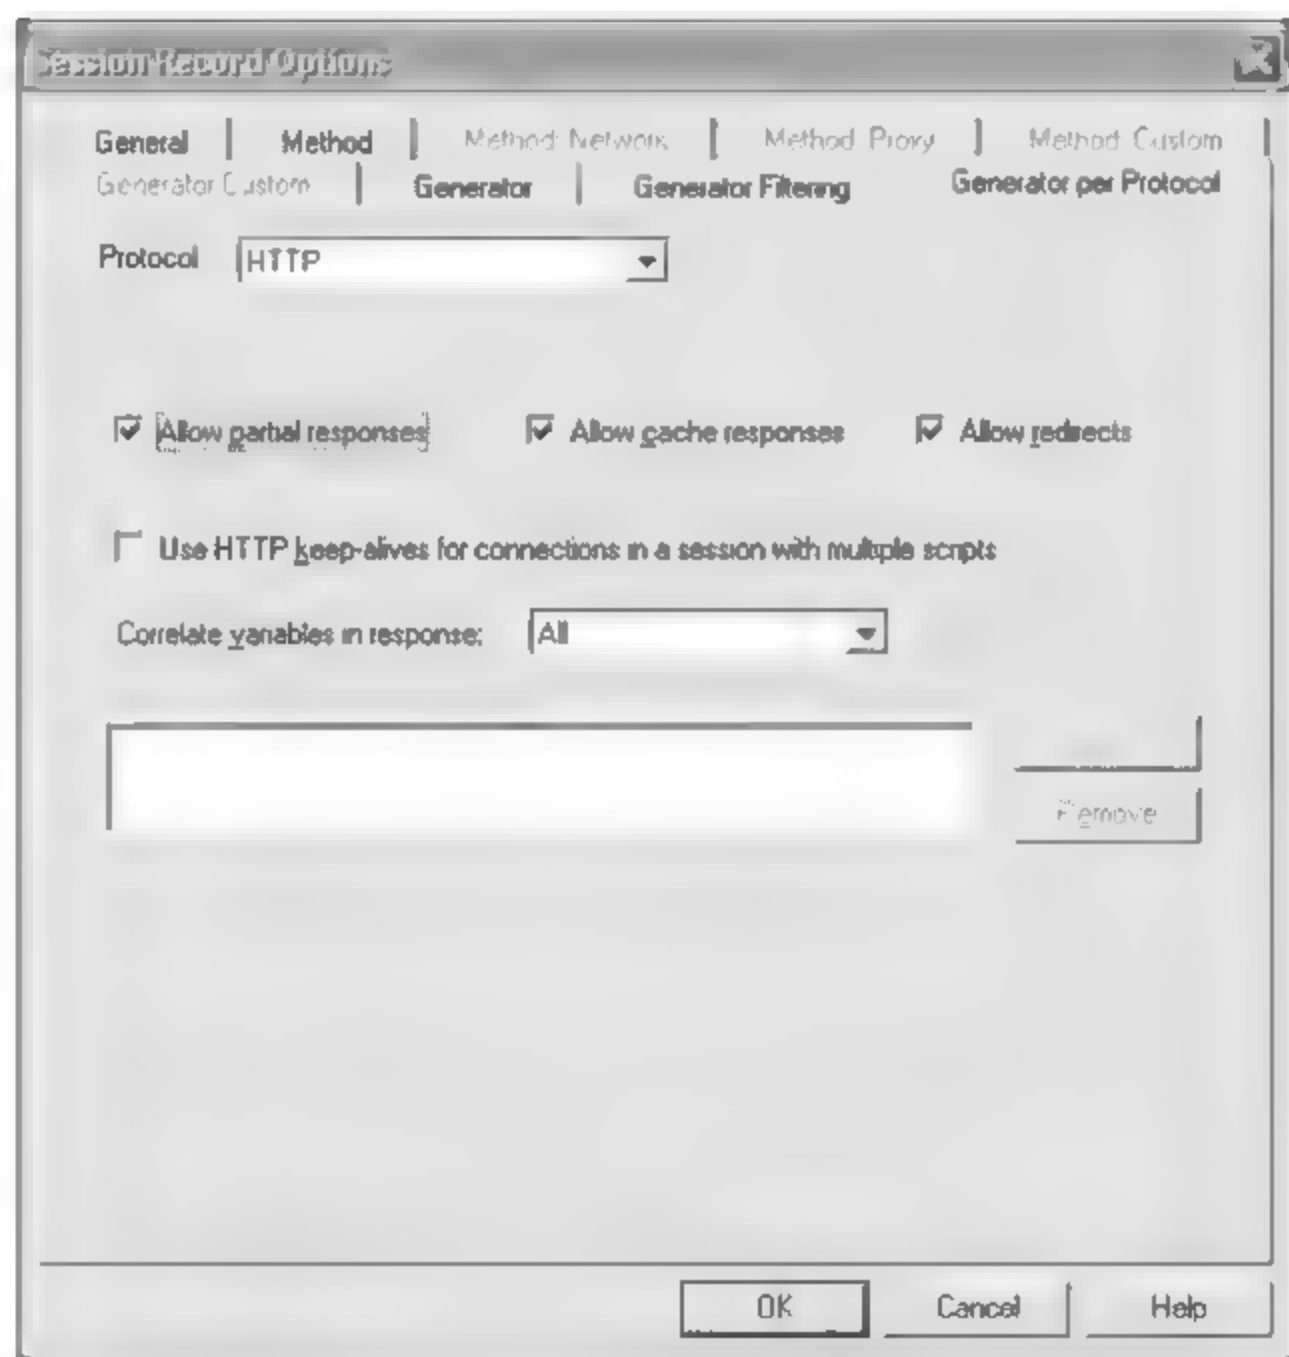 Session Record Options
General Method Method: Network Method: Proxy Method: Custom
Generator Custom Generator Generator Filtering Generator per Protocol
Protocol HTTP
Allow partial responses Allow cache responses Allow redirects
Use HTTP keep-alives for connections in a session with multiple scripts
Correlate variables in response: All
Remove
OK Cancel Help